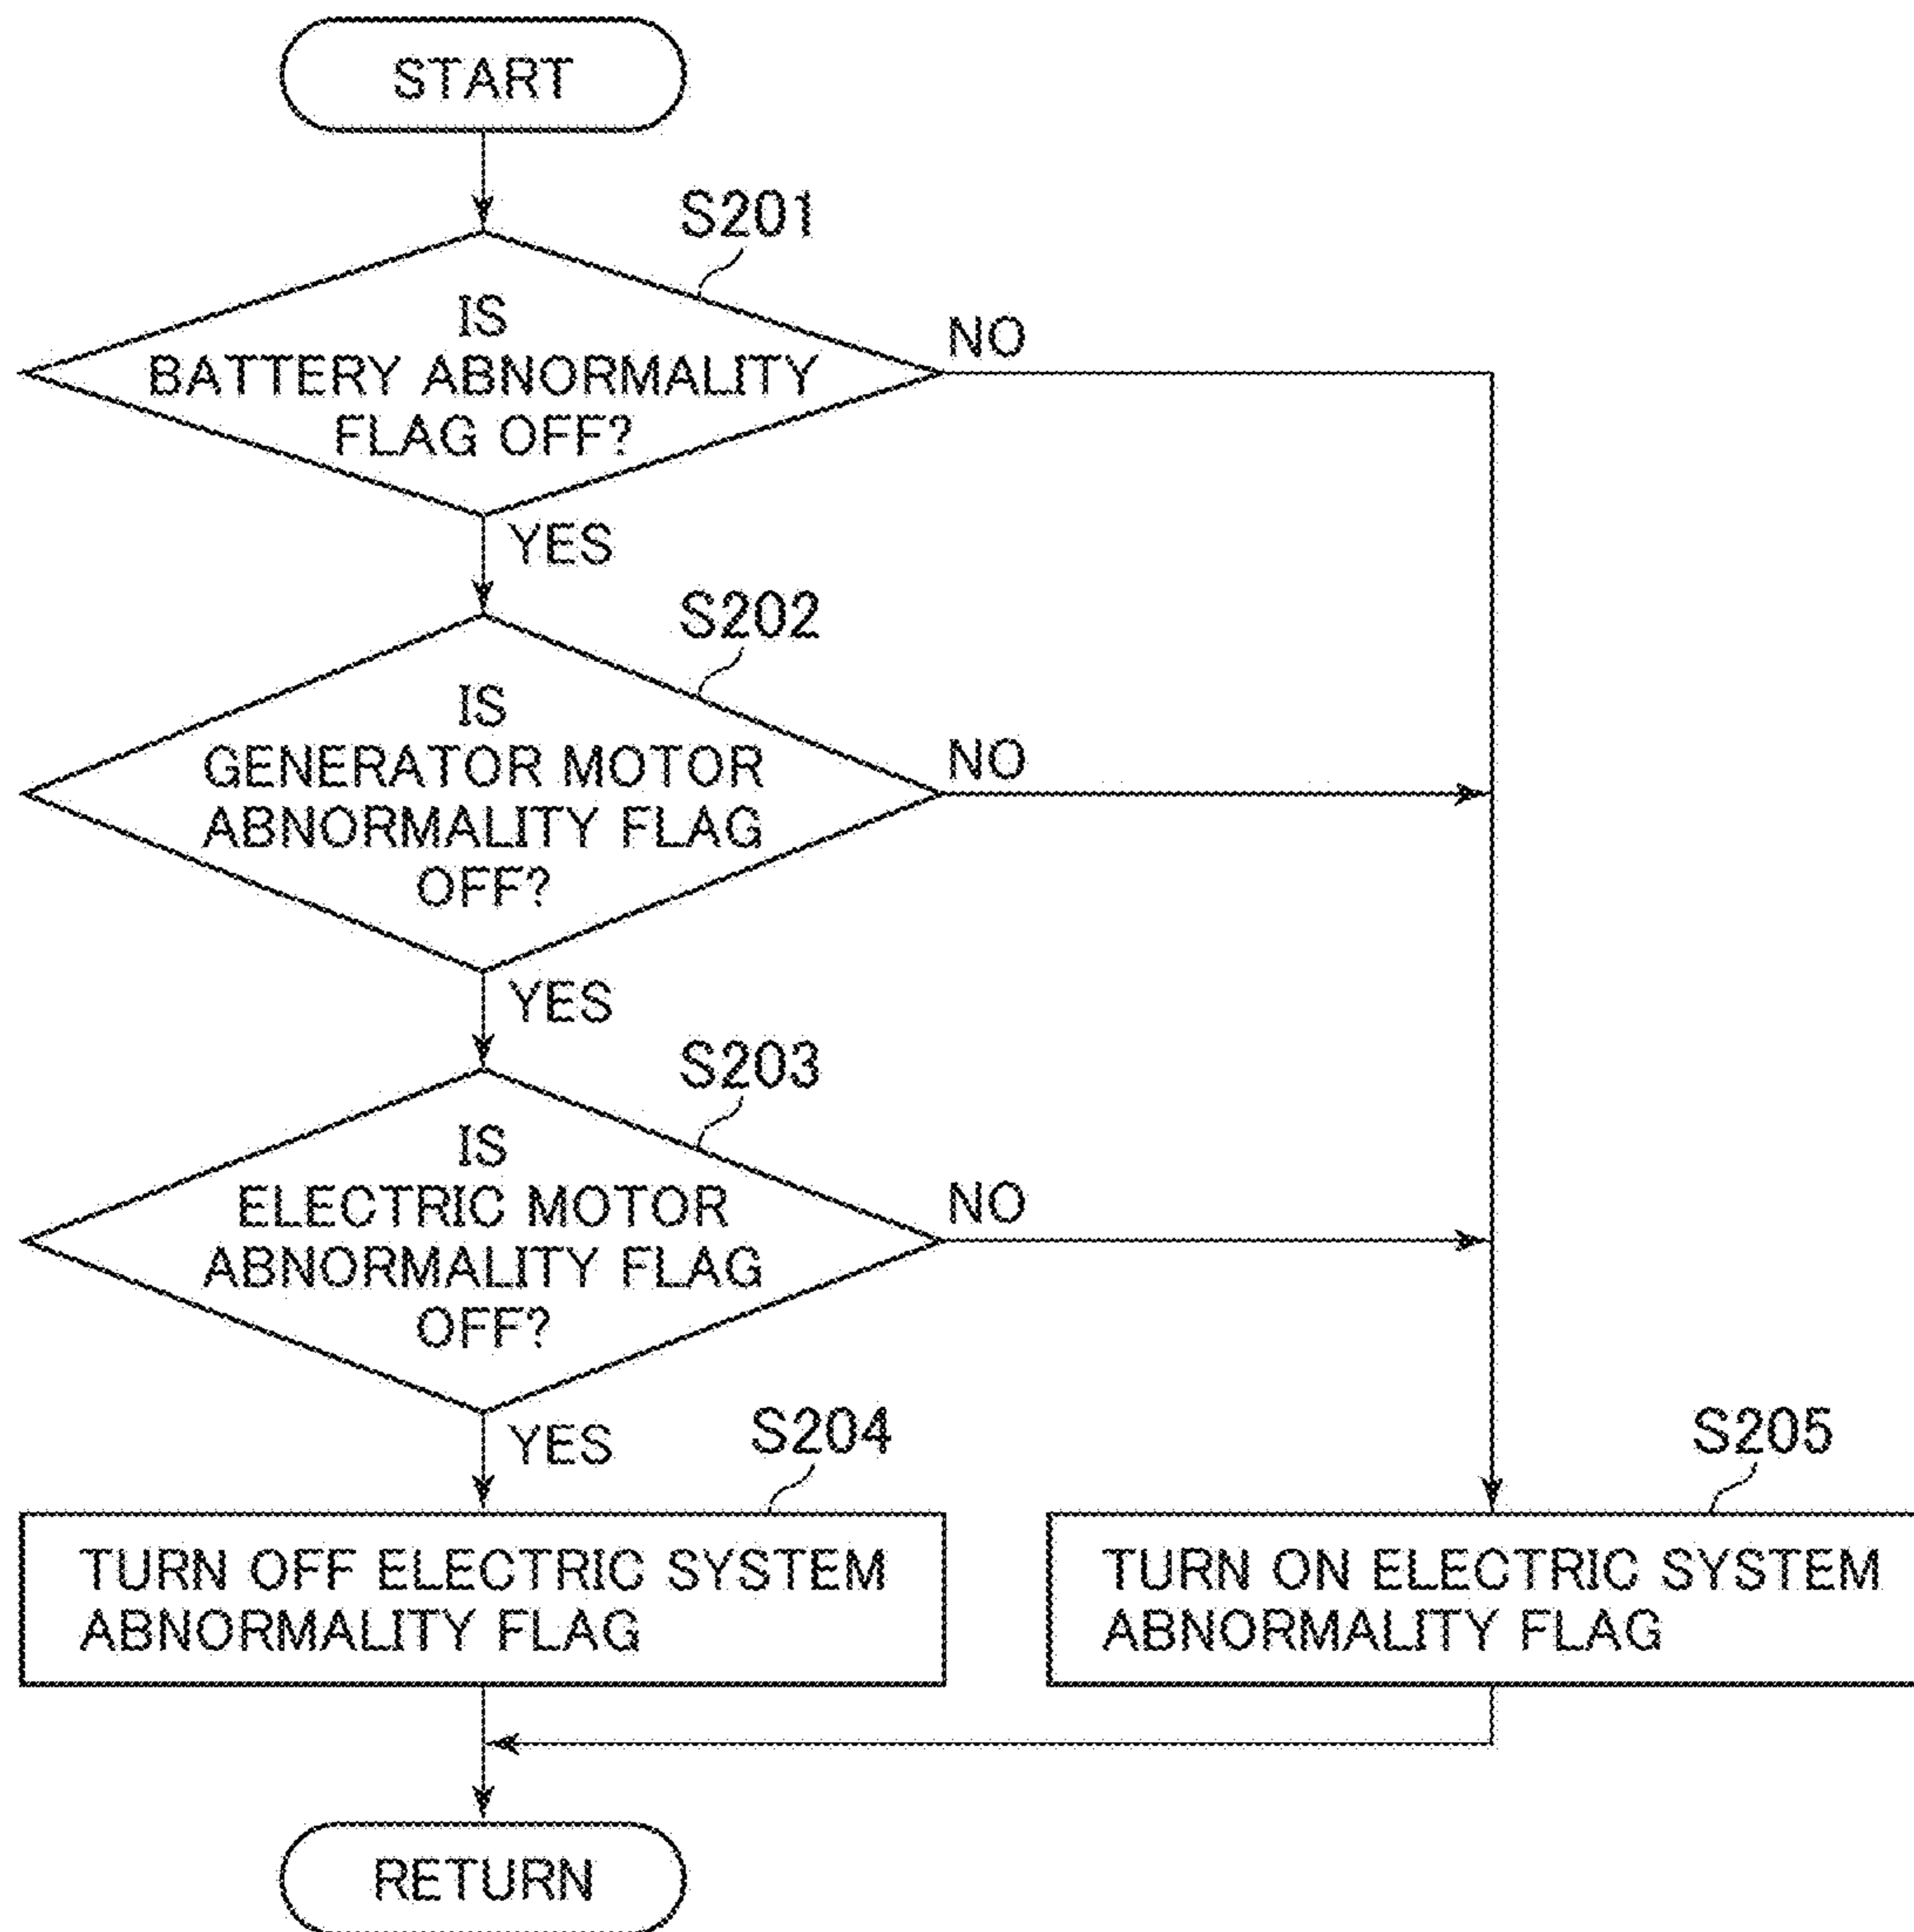 START
S201
IS
BATTERY ABNORMALITY
FLAG OFF?
NO
YES
S202
IS
GENERATOR MOTOR
ABNORMALITY FLAG
OFF?
NO
YES
S203
IS
ELECTRIC MOTOR
ABNORMALITY FLAG
OFF?
NO
YES
S204
TURN OFF ELECTRIC SYSTEM
ABNORMALITY FLAG
S205
TURN ON ELECTRIC SYSTEM
ABNORMALITY FLAG
RETURN